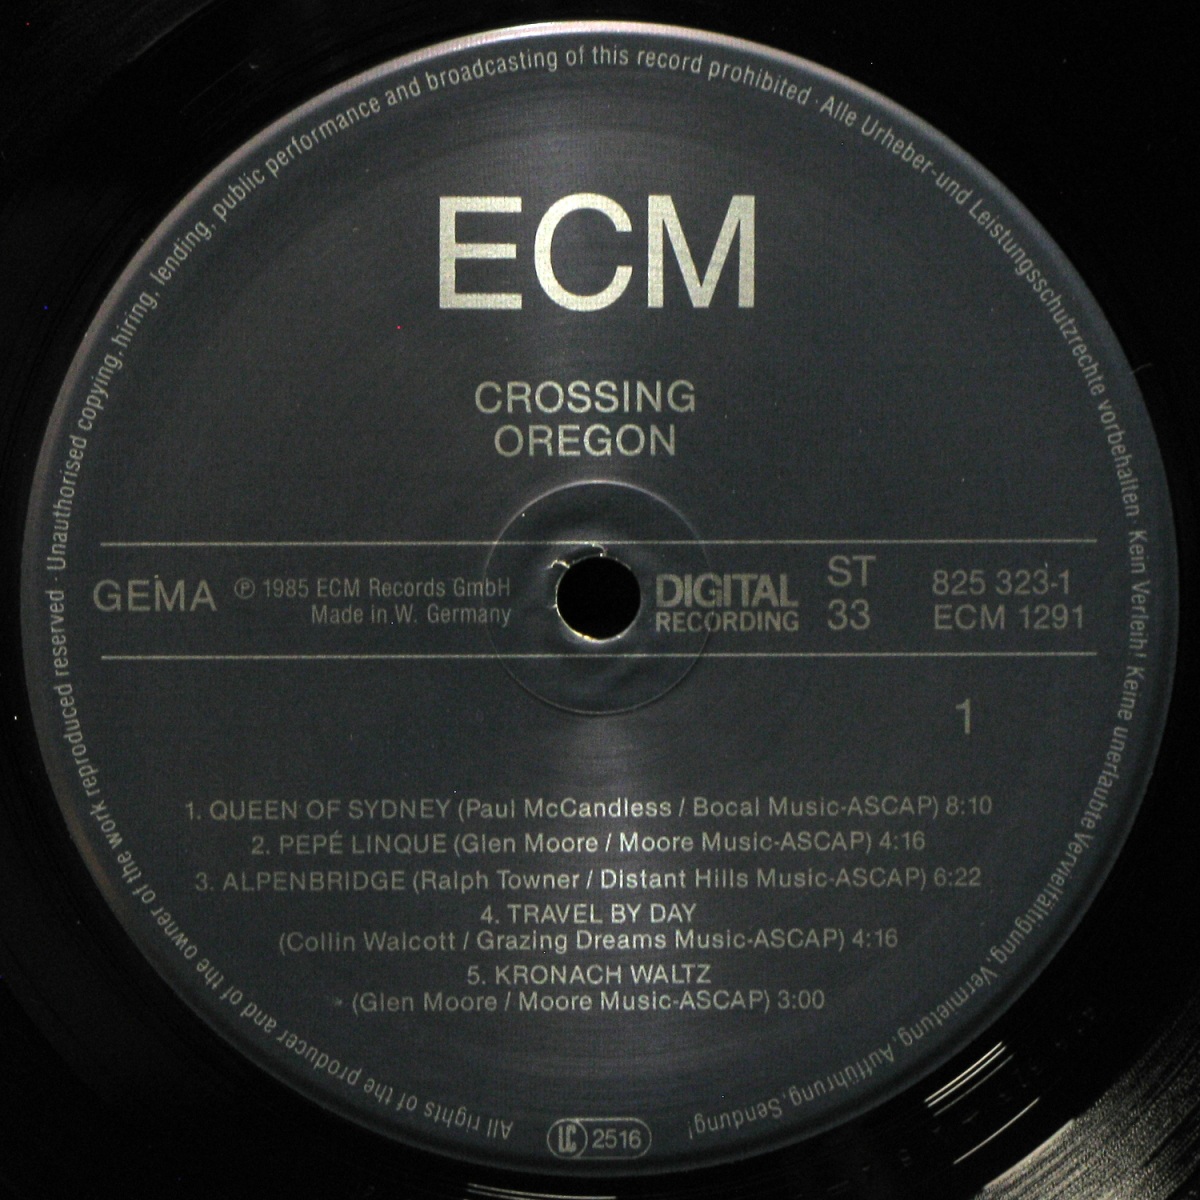 ECM
CROSSING
OREGON
GEMA
℗ 1985 ECM Records GmbH
Made in W. Germany
DIGITAL
RECORDING
ST
33
825 323-1
ECM 1291
1
1. QUEEN OF SYDNEY (Paul McCandless / Bocal Music-ASCAP) 8:10
2. PEPÉ LINQUE (Glen Moore / Moore Music-ASCAP) 4:16
3. ALPENBRIDGE (Ralph Towner / Distant Hills Music-ASCAP) 6:22
4. TRAVEL BY DAY
(Collin Walcott / Grazing Dreams Music-ASCAP) 4:16
5. KRONACH WALTZ
(Glen Moore / Moore Music-ASCAP) 3:00
All rights of the producer and of the owner of the work reproduced reserved · Unauthorised copying, hiring, lending, public performance and broadcasting of this record prohibited · Alle Urheber-und Leistungsschutzrechte vorbehalten · Kein Verleih! Keine unerlaubte Vervielfältigung, Vermietung, Aufführung, Sendung!
LC 2516